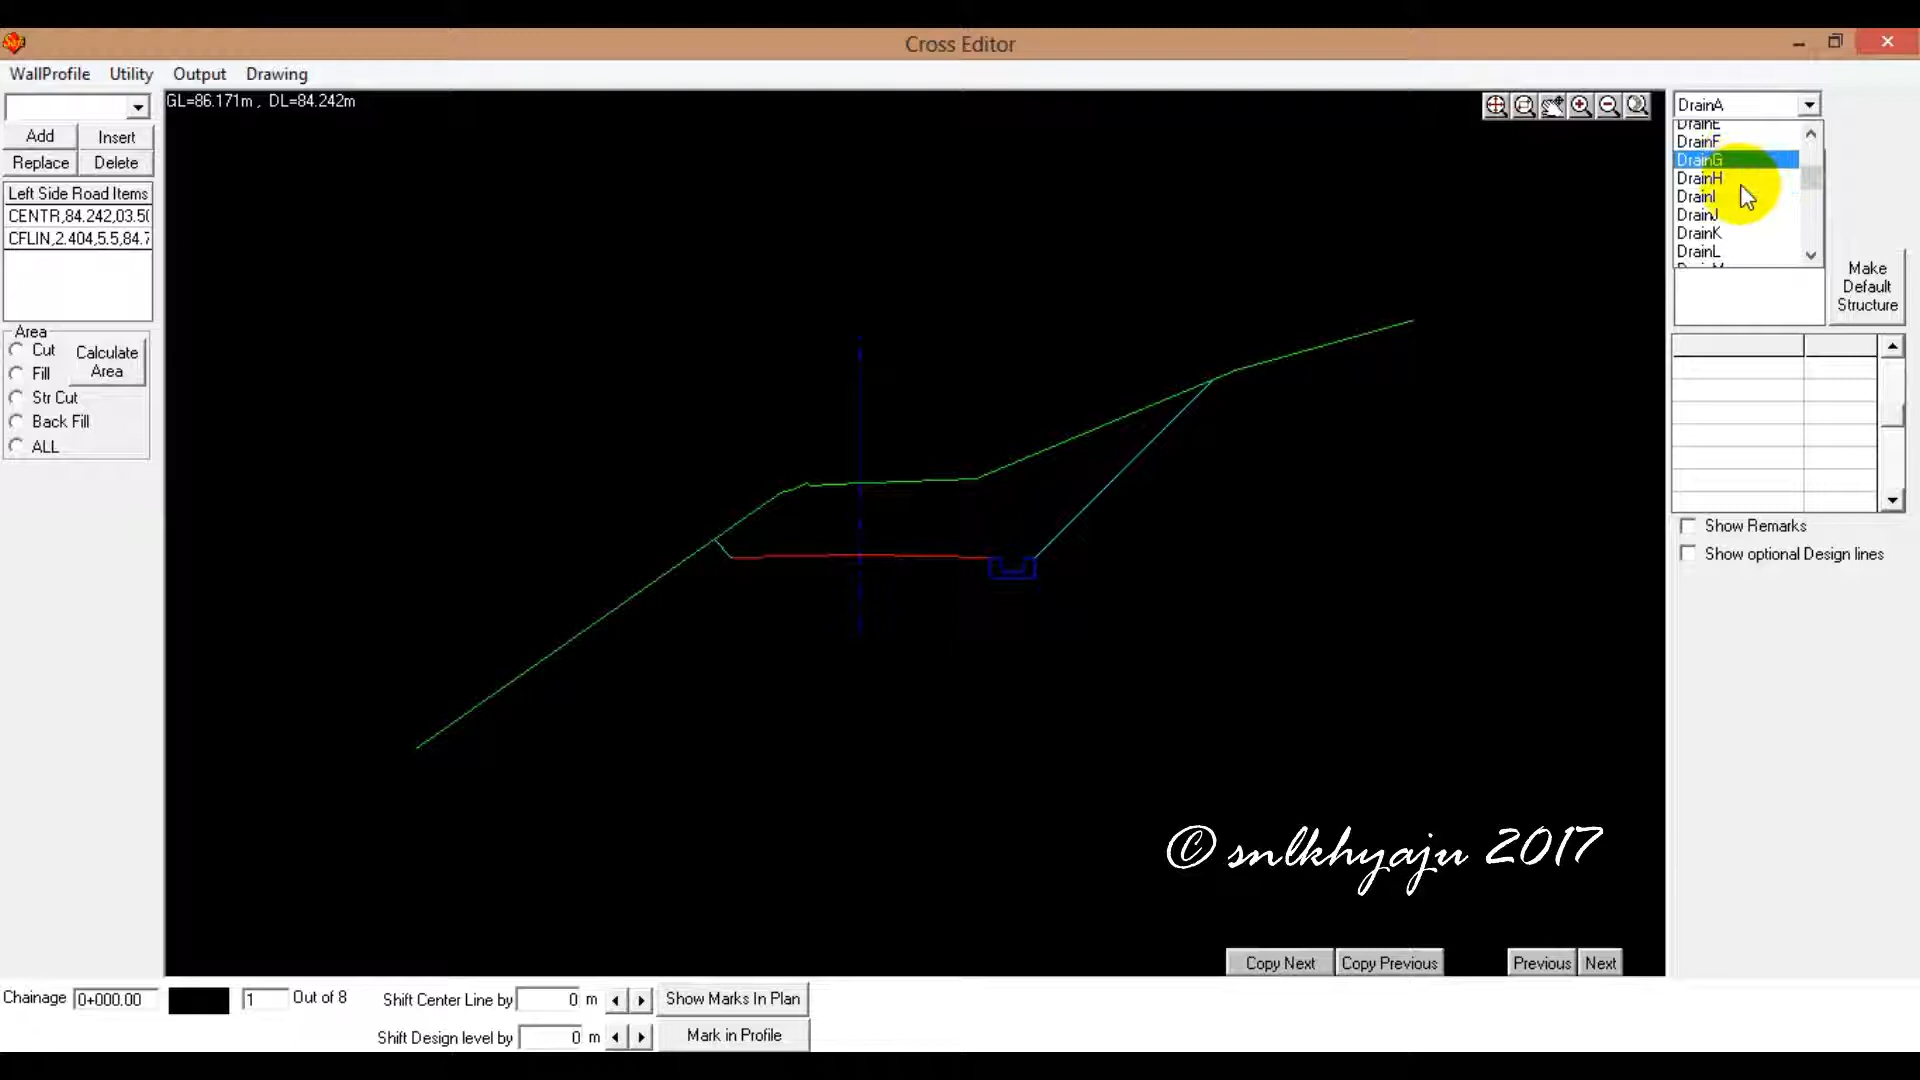 Soft
Cross Editor
WallProfile Utility Output Drawing
GL=86.171m , DL=84.242m
Add Insert
Replace Delete
Left Side Road Items
CENTR,84.242,03.5(
CFLIN,2.404,5.5,84.7
Area
Cut
Fill
Str Cut
Back Fill
ALL
Calculate
Area
DrainA
DrainE
DrainF
DrainG
DrainH
DrainI
DrainJ
DrainK
DrainL
Make
Default
Structure
Show Remarks
Show optional Design lines
© snlkhyaju 2017
Copy Next Copy Previous Previous Next
Chainage 0+000.00 1 Out of 8 Shift Center Line by 0 m Show Marks In Plan
Shift Design level by 0 m Mark in Profile